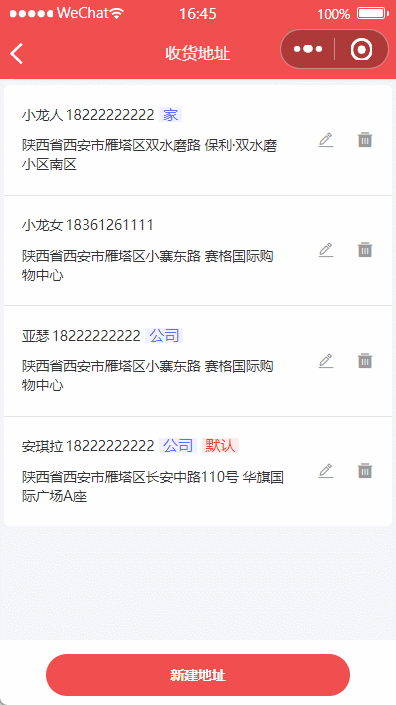 WeChat 16:45 100%
收货地址
小龙人 18222222222 家
陕西省西安市雁塔区双水磨路 保利·双水磨
小区南区
小龙女 18361261111
陕西省西安市雁塔区小寨东路 赛格国际购
物中心
亚瑟 18222222222 公司
陕西省西安市雁塔区小寨东路 赛格国际购
物中心
安琪拉 18222222222 公司 默认
陕西省西安市雁塔区长安中路110号 华旗国
际广场A座
新建地址